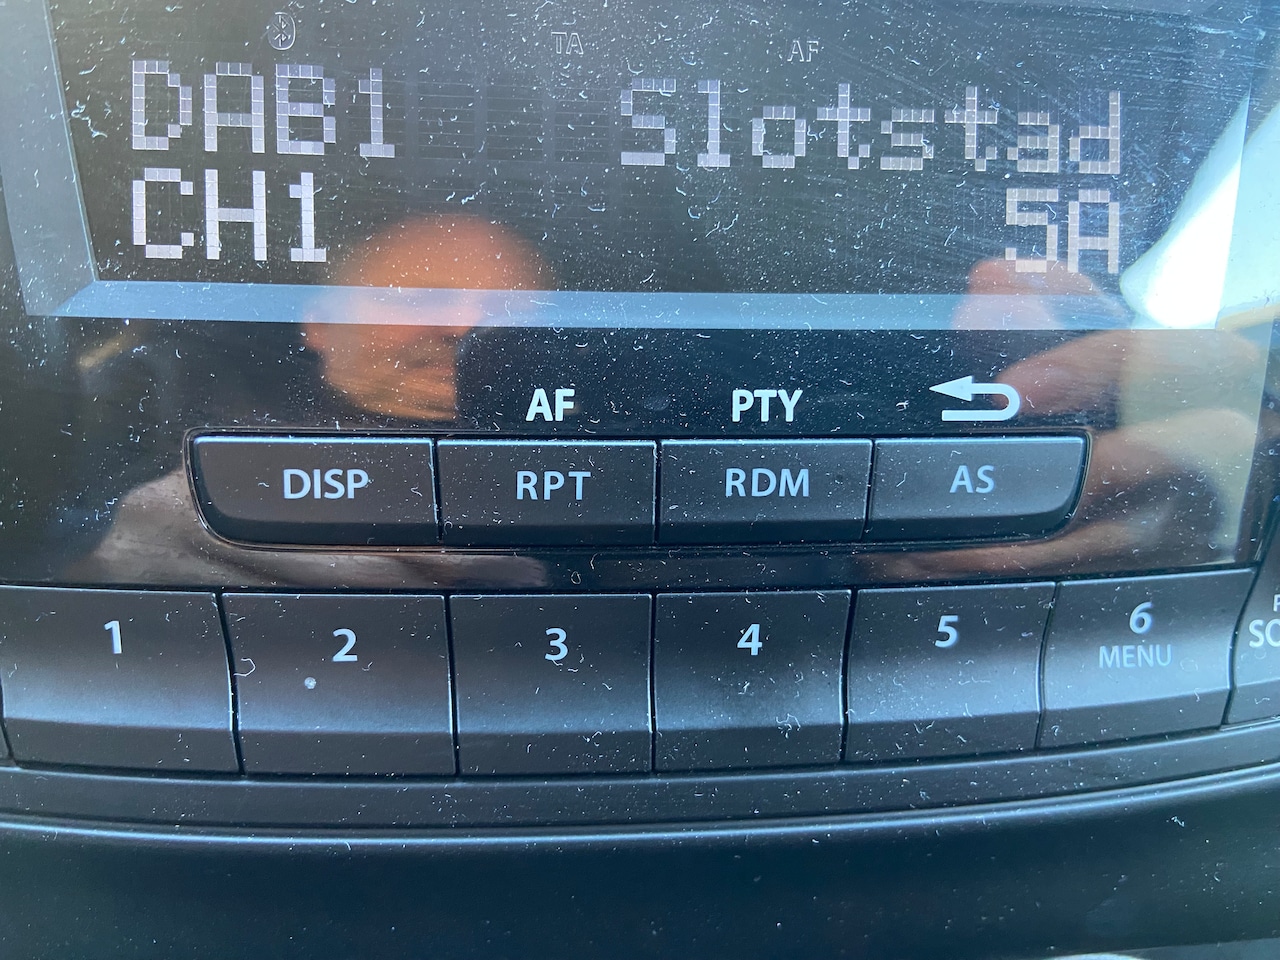 TA AF
DAB1 Slotstad
CH1 5A
AF PTY
DISP RPT RDM AS
1 2 3 4 5 6
MENU